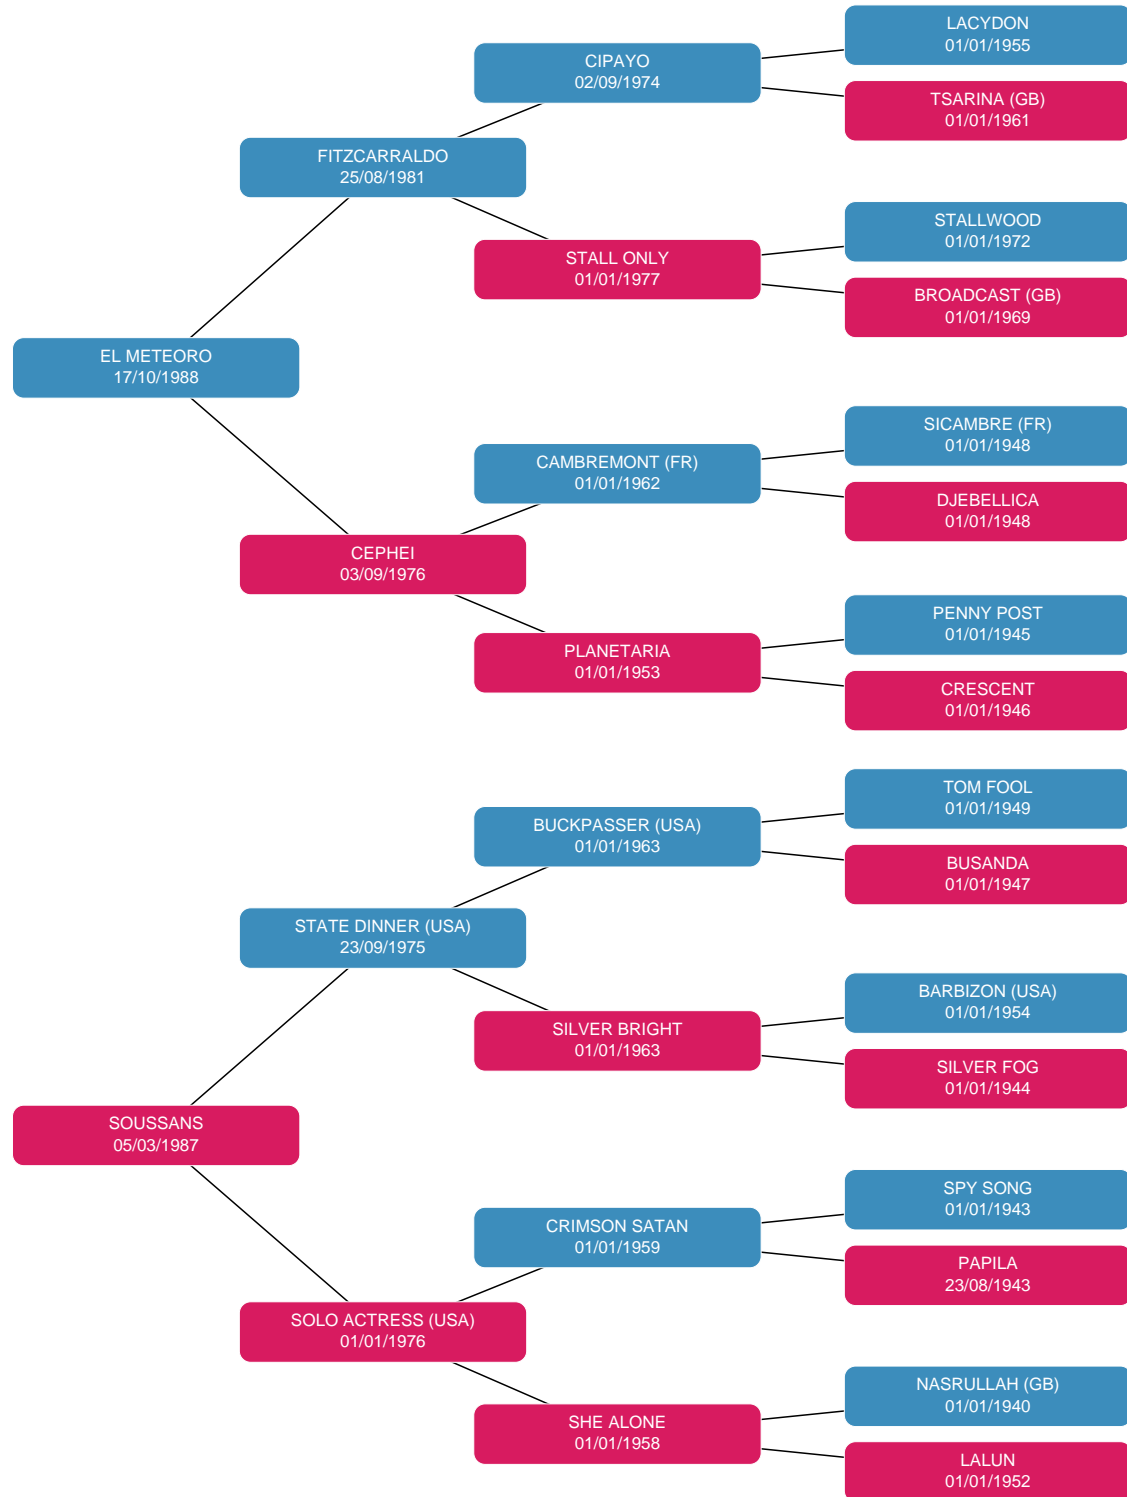 LACYDON
01/01/1955
CIPAYO
02/09/1974
TSARINA (GB)
01/01/1961
FITZCARRALDO
25/08/1981
STALLWOOD
01/01/1972
STALL ONLY
01/01/1977
BROADCAST (GB)
01/01/1969
EL METEORO
17/10/1988
SICAMBRE (FR)
01/01/1948
CAMBREMONT (FR)
01/01/1962
DJEBELLICA
01/01/1948
CEPHEI
03/09/1976
PENNY POST
01/01/1945
PLANETARIA
01/01/1953
CRESCENT
01/01/1946
TOM FOOL
01/01/1949
BUCKPASSER (USA)
01/01/1963
BUSANDA
01/01/1947
STATE DINNER (USA)
23/09/1975
BARBIZON (USA)
01/01/1954
SILVER BRIGHT
01/01/1963
SILVER FOG
01/01/1944
SOUSSANS
05/03/1987
SPY SONG
01/01/1943
CRIMSON SATAN
01/01/1959
PAPILA
23/08/1943
SOLO ACTRESS (USA)
01/01/1976
NASRULLAH (GB)
01/01/1940
SHE ALONE
01/01/1958
LALUN
01/01/1952